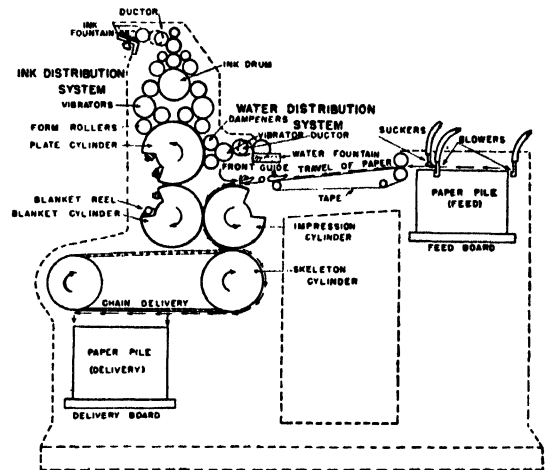 DUCTOR
INK
FOUNTAIN
INK DISTRIBUTION
SYSTEM
INK DRUM
VIBRATORS
WATER DISTRIBUTION
SYSTEM
DAMPENERS
VIBRATOR DUCTOR
FORM ROLLERS
PLATE CYLINDER
WATER FOUNTAIN
FRONT GUIDE
TRAVEL OF PAPER
SUCKERS
BLOWERS
TAPE
PAPER PILE
(FEED)
FEED BOARD
BLANKET REEL
BLANKET CYLINDER
IMPRESSION
CYLINDER
SKELETON
CYLINDER
CHAIN DELIVERY
PAPER PILE
(DELIVERY)
DELIVERY BOARD